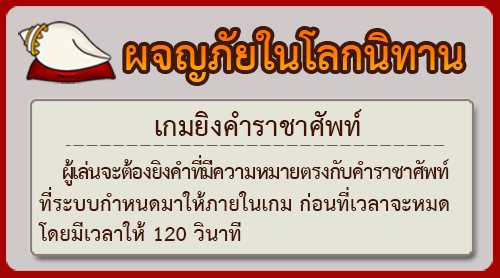 ผจญภัยในโลกนิทาน
เกมยิงคำราชาศัพท์
ผู้เล่นจะต้องยิงคำที่มีความหมายตรงกับคำราชาศัพท์
ที่ระบบกำหนดมาให้ภายในเกม ก่อนที่เวลาจะหมด
โดยมีเวลาให้ 120 วินาที